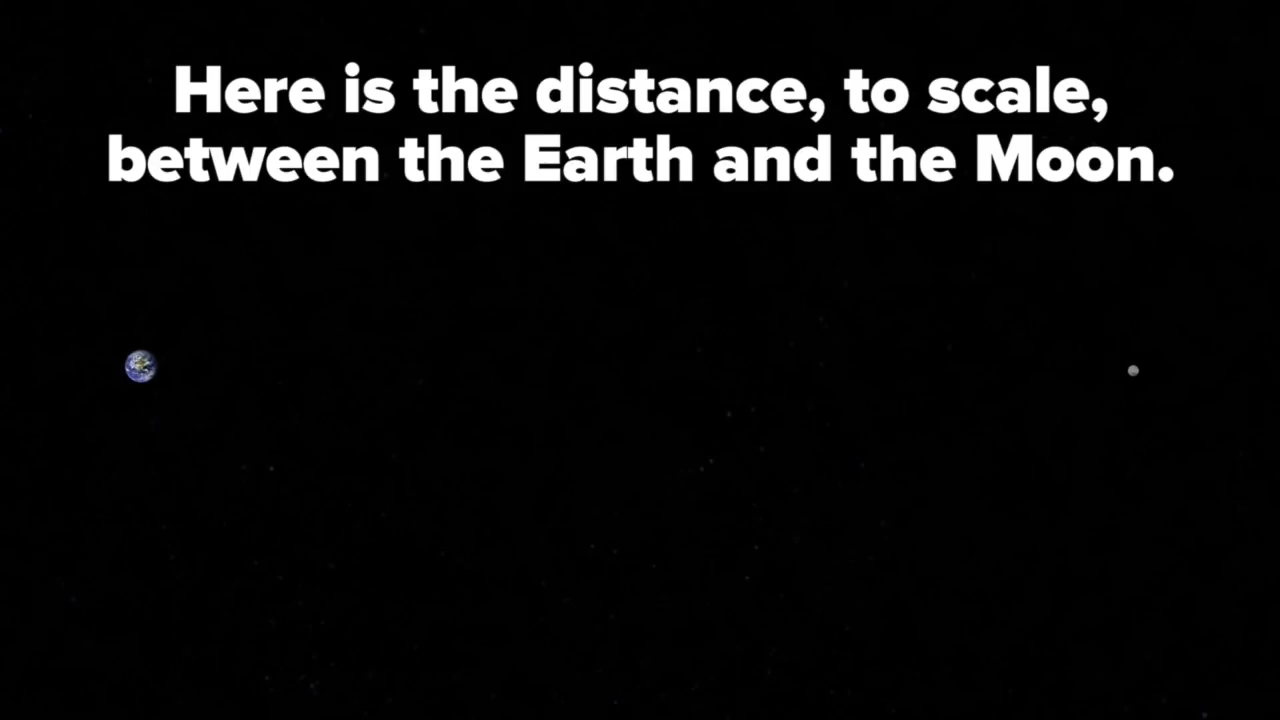 Here is the distance, to scale,
between the Earth and the Moon.